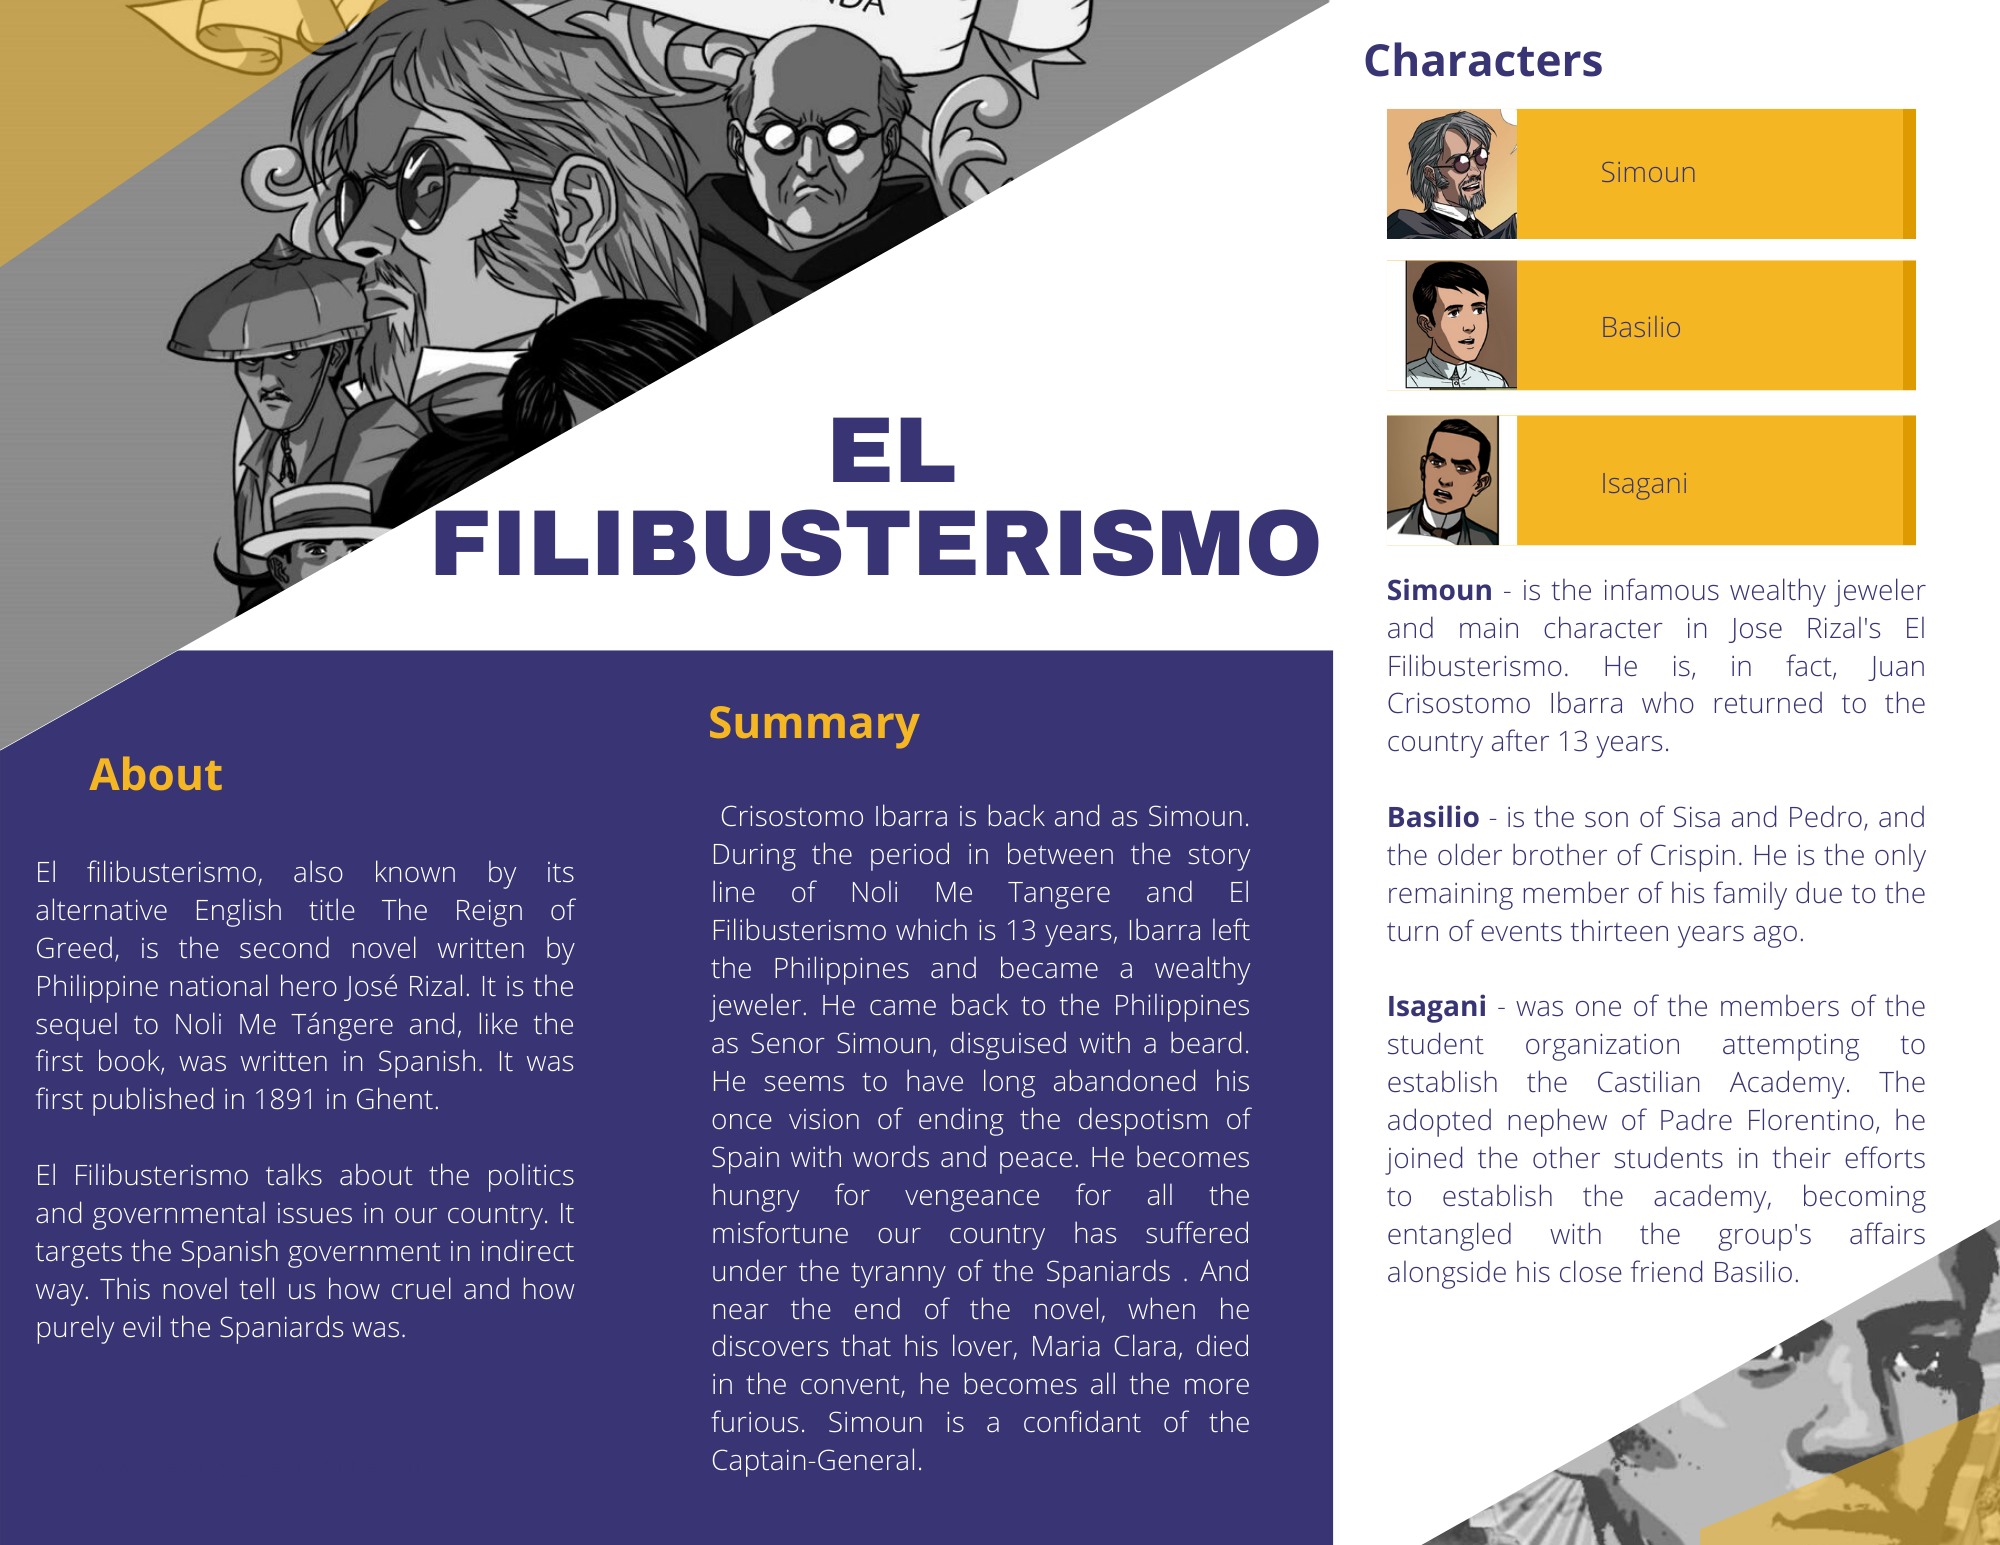 EL
FILIBUSTERISMO
About
El filibusterismo, also known by its
alternative English title The Reign of
Greed, is the second novel written by
Philippine national hero José Rizal. It is the
sequel to Noli Me Tángere and, like the
first book, was written in Spanish. It was
first published in 1891 in Ghent.
El Filibusterismo talks about the politics
and governmental issues in our country. It
targets the Spanish government in indirect
way. This novel tell us how cruel and how
purely evil the Spaniards was.
Summary
Crisostomo Ibarra is back and as Simoun.
During the period in between the story
line of Noli Me Tangere and El
Filibusterismo which is 13 years, Ibarra left
the Philippines and became a wealthy
jeweler. He came back to the Philippines
as Senor Simoun, disguised with a beard.
He seems to have long abandoned his
once vision of ending the despotism of
Spain with words and peace. He becomes
hungry for vengeance for all the
misfortune our country has suffered
under the tyranny of the Spaniards . And
near the end of the novel, when he
discovers that his lover, Maria Clara, died
in the convent, he becomes all the more
furious. Simoun is a confidant of the
Captain-General.
Characters
Simoun
Basilio
Isagani
Simoun - is the infamous wealthy jeweler
and main character in Jose Rizal's El
Filibusterismo. He is, in fact, Juan
Crisostomo Ibarra who returned to the
country after 13 years.
Basilio - is the son of Sisa and Pedro, and
the older brother of Crispin. He is the only
remaining member of his family due to the
turn of events thirteen years ago.
Isagani - was one of the members of the
student organization attempting to
establish the Castilian Academy. The
adopted nephew of Padre Florentino, he
joined the other students in their efforts
to establish the academy, becoming
entangled with the group's affairs
alongside his close friend Basilio.